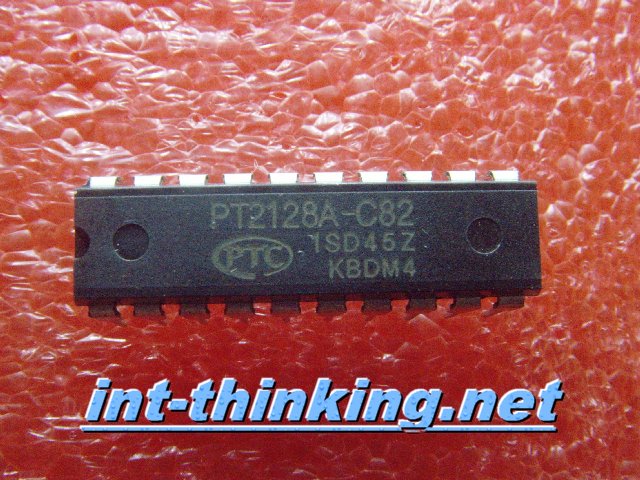 PT2128A-C82
PTC
1SD45Z
KBDM4
int-thinking.net